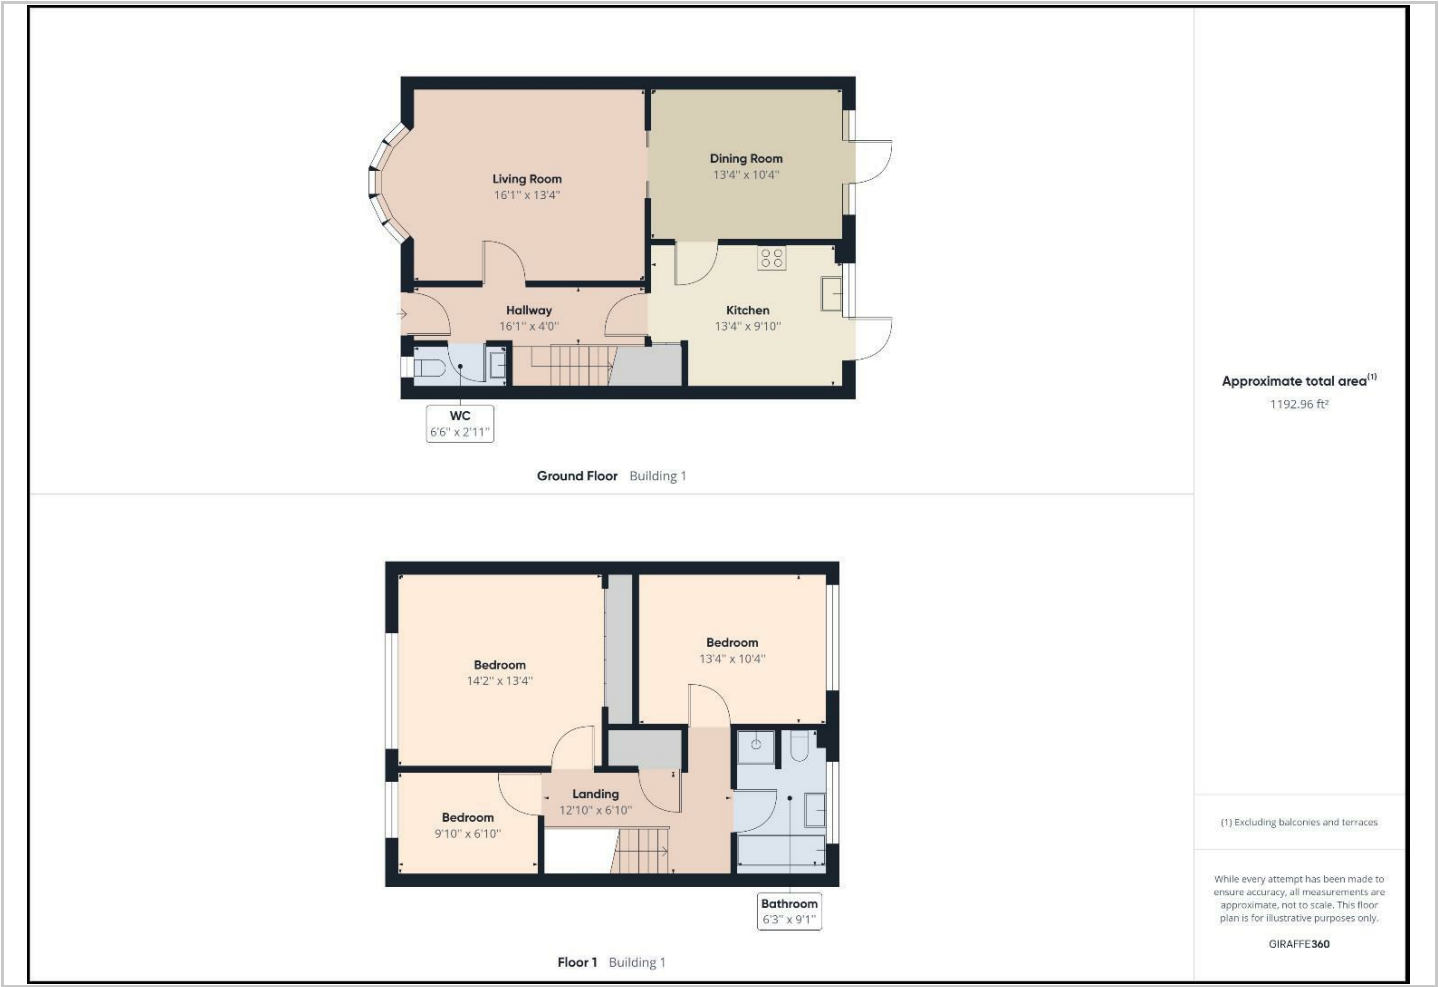 Living Room
16'1" x 13'4"
Dining Room
13'4" x 10'4"
Hallway
16'1" x 4'0"
Kitchen
13'4" x 9'10"
WC
6'6" x 2'11"
Ground Floor Building 1
Bedroom
14'2" x 13'4"
Bedroom
13'4" x 10'4"
Landing
12'10" x 6'10"
Bedroom
9'10" x 6'10"
Bathroom
6'3" x 9'1"
Floor 1 Building 1
Approximate total area(1)
1192.96 ft²
(1) Excluding balconies and terraces
While every attempt has been made to
ensure accuracy, all measurements are
approximate, not to scale. This floor
plan is for illustrative purposes only.
GIRAFFE360